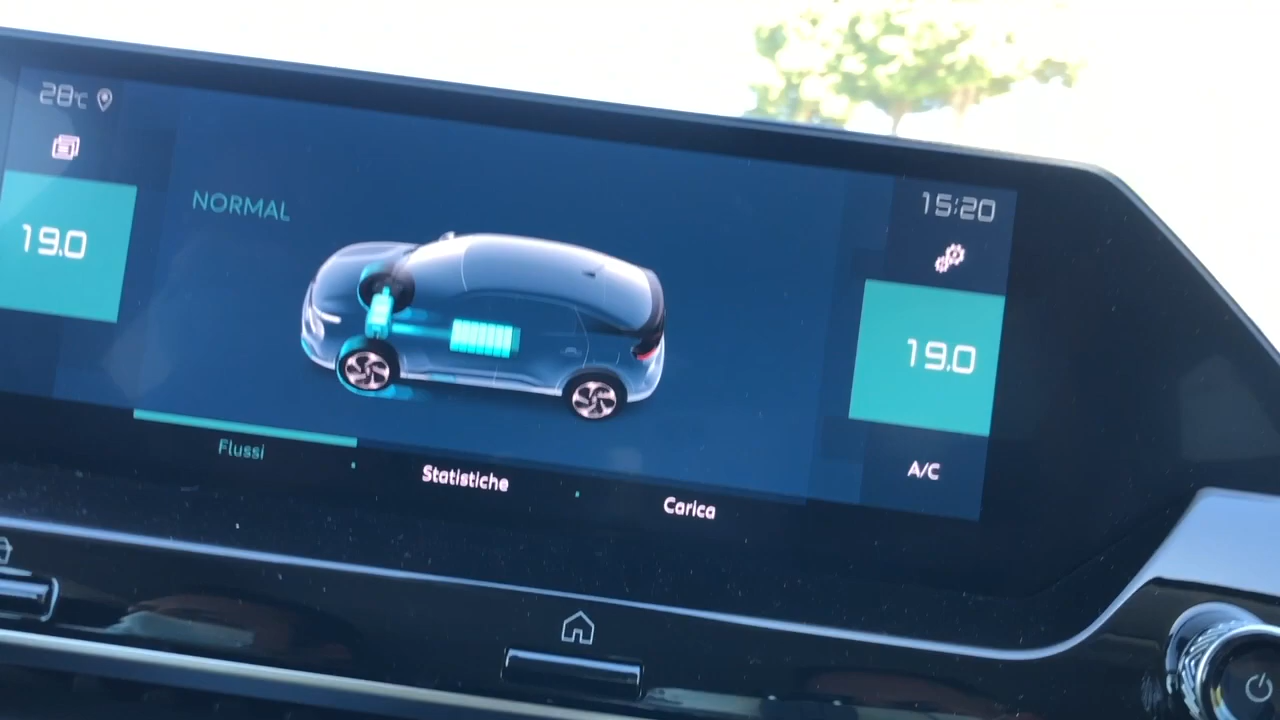 28°C
19.0
NORMAL
15:20
19.0
A/C
Flussi
Statistiche
Carica